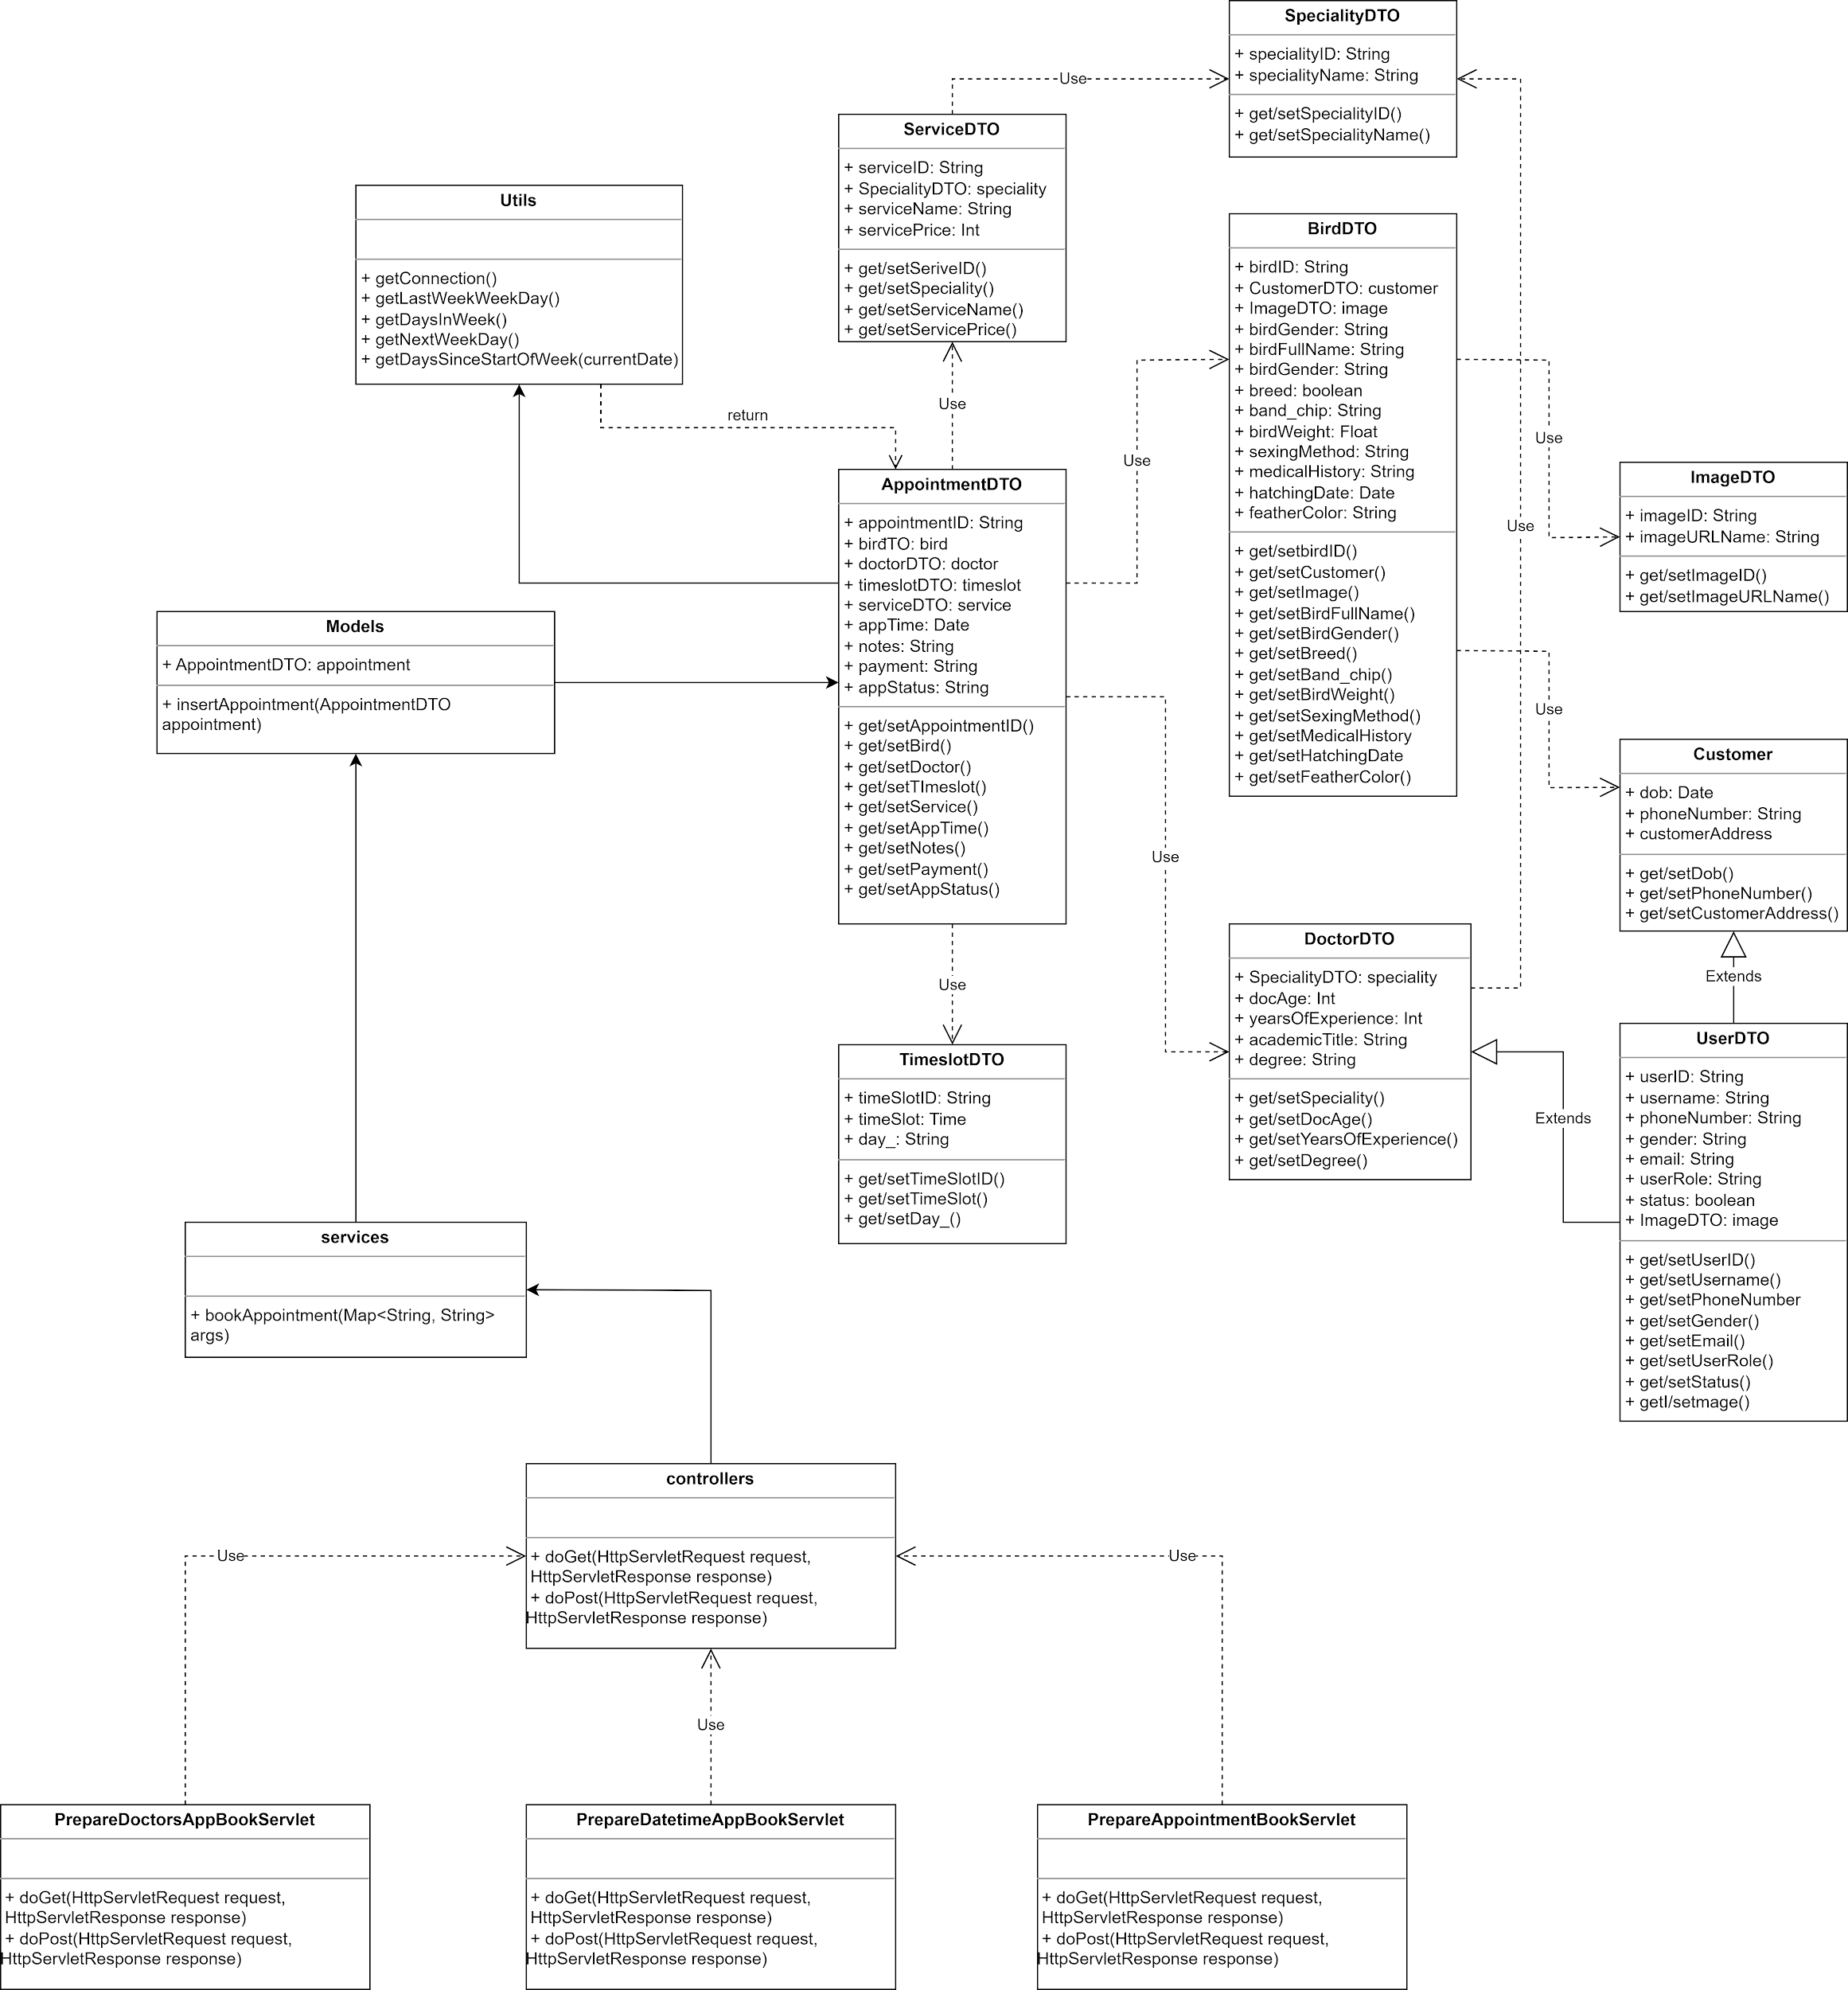 SpecialityDTO
+ specialityID: String
+ specialityName: String
+ get/setSpecialityID()
+ get/setSpecialityName()
Use
ServiceDTO
+ serviceID: String
+ SpecialityDTO: speciality
+ serviceName: String
+ servicePrice: Int
+ get/setSeriveID()
+ get/setSpeciality()
+ get/setServiceName()
+ get/setServicePrice()
Utils
+ getConnection()
+ getLastWeekWeekDay()
+ getDaysInWeek()
+ getNextWeekDay()
+ getDaysSinceStartOfWeek(currentDate)
return
Use
BirdDTO
+ birdID: String
+ CustomerDTO: customer
+ ImageDTO: image
+ birdGender: String
+ birdFullName: String
+ birdGender: String
+ breed: boolean
+ band_chip: String
+ birdWeight: Float
+ sexingMethod: String
+ medicalHistory: String
+ hatchingDate: Date
+ featherColor: String
+ get/setbirdID()
+ get/setCustomer()
+ get/setImage()
+ get/setBirdFullName()
+ get/setBirdGender()
+ get/setBreed()
+ get/setBand_chip()
+ get/setBirdWeight()
+ get/setSexingMethod()
+ get/setMedicalHistory
+ get/setHatchingDate
+ get/setFeatherColor()
Use
Use
Use
ImageDTO
+ imageID: String
+ imageURLName: String
+ get/setImageID()
+ get/setImageURLName()
AppointmentDTO
+ appointmentID: String
+ birđTO: bird
+ doctorDTO: doctor
+ timeslotDTO: timeslot
+ serviceDTO: service
+ appTime: Date
+ notes: String
+ payment: String
+ appStatus: String
+ get/setAppointmentID()
+ get/setBird()
+ get/setDoctor()
+ get/setTImeslot()
+ get/setService()
+ get/setAppTime()
+ get/setNotes()
+ get/setPayment()
+ get/setAppStatus()
Models
+ AppointmentDTO: appointment
+ insertAppointment(AppointmentDTO
appointment)
Use
Customer
+ dob: Date
+ phoneNumber: String
+ customerAddress
+ get/setDob()
+ get/setPhoneNumber()
+ get/setCustomerAddress()
Use
Extends
Use
DoctorDTO
+ SpecialityDTO: speciality
+ docAge: Int
+ yearsOfExperience: Int
+ academicTitle: String
+ degree: String
+ get/setSpeciality()
+ get/setDocAge()
+ get/setYearsOfExperience()
+ get/setDegree()
Extends
UserDTO
+ userID: String
+ username: String
+ phoneNumber: String
+ gender: String
+ email: String
+ userRole: String
+ status: boolean
+ ImageDTO: image
+ get/setUserID()
+ get/setUsername()
+ get/setPhoneNumber
+ get/setGender()
+ get/setEmail()
+ get/setUserRole()
+ get/setStatus()
+ getI/setmage()
TimeslotDTO
+ timeSlotID: String
+ timeSlot: Time
+ day_: String
+ get/setTimeSlotID()
+ get/setTimeSlot()
+ get/setDay_()
services
+ bookAppointment(Map<String, String>
args)
controllers
+ doGet(HttpServletRequest request,
HttpServletResponse response)
+ doPost(HttpServletRequest request,
HttpServletResponse response)
Use
Use
Use
PrepareDoctorsAppBookServlet
+ doGet(HttpServletRequest request,
HttpServletResponse response)
+ doPost(HttpServletRequest request,
HttpServletResponse response)
PrepareDatetimeAppBookServlet
+ doGet(HttpServletRequest request,
HttpServletResponse response)
+ doPost(HttpServletRequest request,
HttpServletResponse response)
PrepareAppointmentBookServlet
+ doGet(HttpServletRequest request,
HttpServletResponse response)
+ doPost(HttpServletRequest request,
HttpServletResponse response)